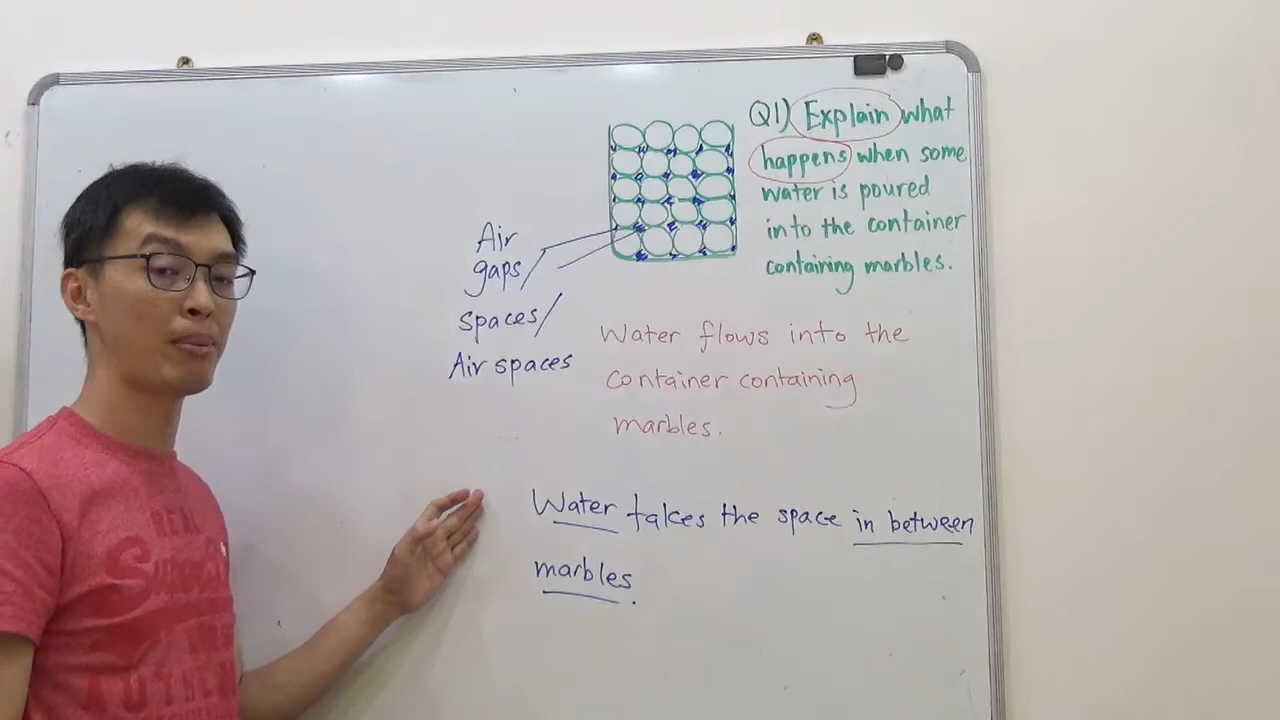 Q1) Explain what
happens when some
water is poured
into the container
containing marbles.
Air
gaps/
spaces/
Air spaces
Water flows into the
container containing
marbles.
Water takes the space in between
marbles.
REAL